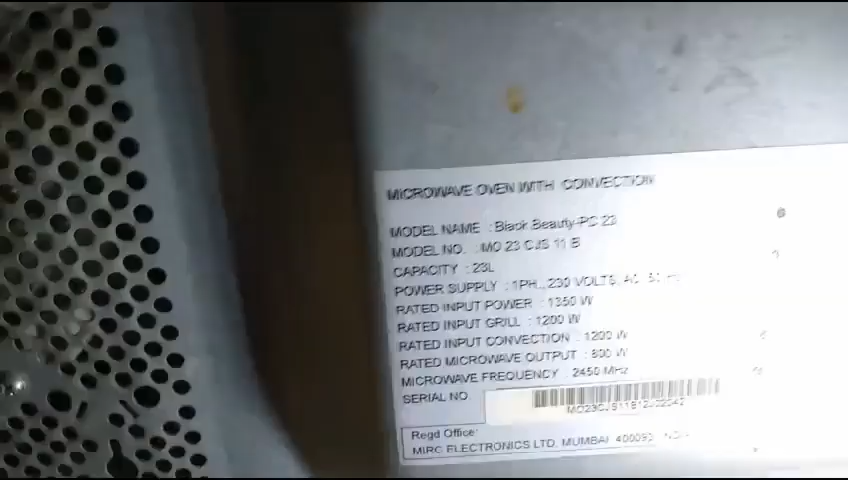 MICROWAVE OVEN WITH CONVECTION
MODEL NAME : Black Beauty-PC 23
MODEL NO. : MO 23 CJS 11 B
CAPACITY : 23L
POWER SUPPLY : 1PH., 230 VOLTS, AC, 50
RATED INPUT POWER : 1350 W
RATED INPUT GRILL : 1200 W
RATED INPUT CONVECTION : 1200 W
RATED MICROWAVE OUTPUT : 800 W
MICROWAVE FREQUENCY : 2450 MHz
SERIAL NO
Regd Office:
MIRC ELECTRONICS LTD, MUMBAI